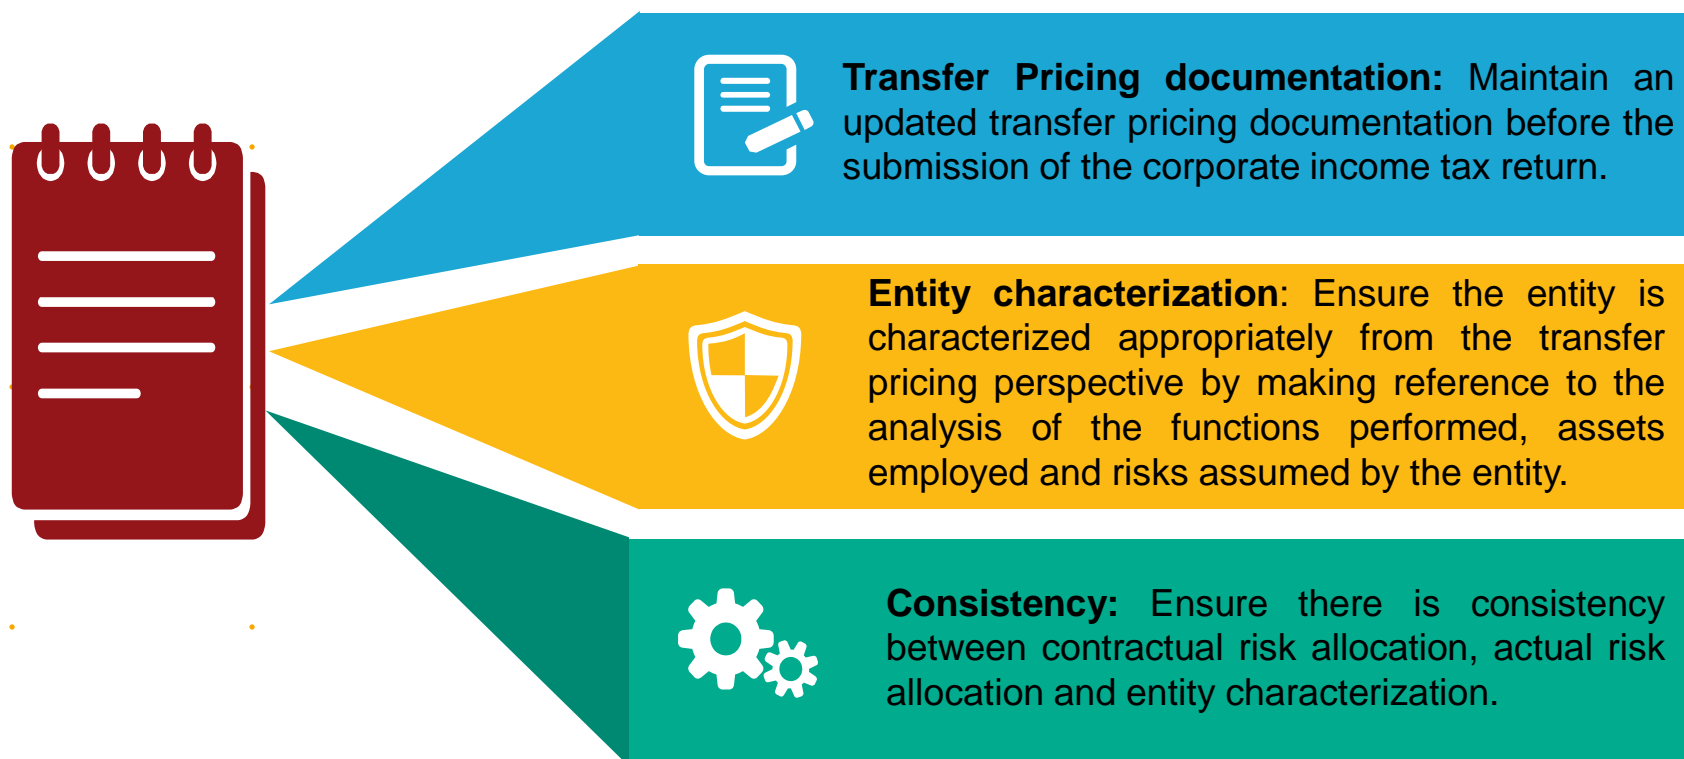 Transfer Pricing documentation: Maintain an
updated transfer pricing documentation before the
submission of the corporate income tax return.
Entity characterization: Ensure the entity is
characterized appropriately from the transfer
pricing perspective by making reference to the
analysis of the functions performed, assets
employed and risks assumed by the entity.
Consistency: Ensure there is consistency
between contractual risk allocation, actual risk
allocation and entity characterization.